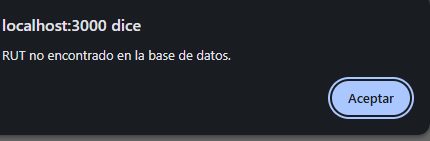 localhost:3000 dice
RUT no encontrado en la base de datos.
Aceptar